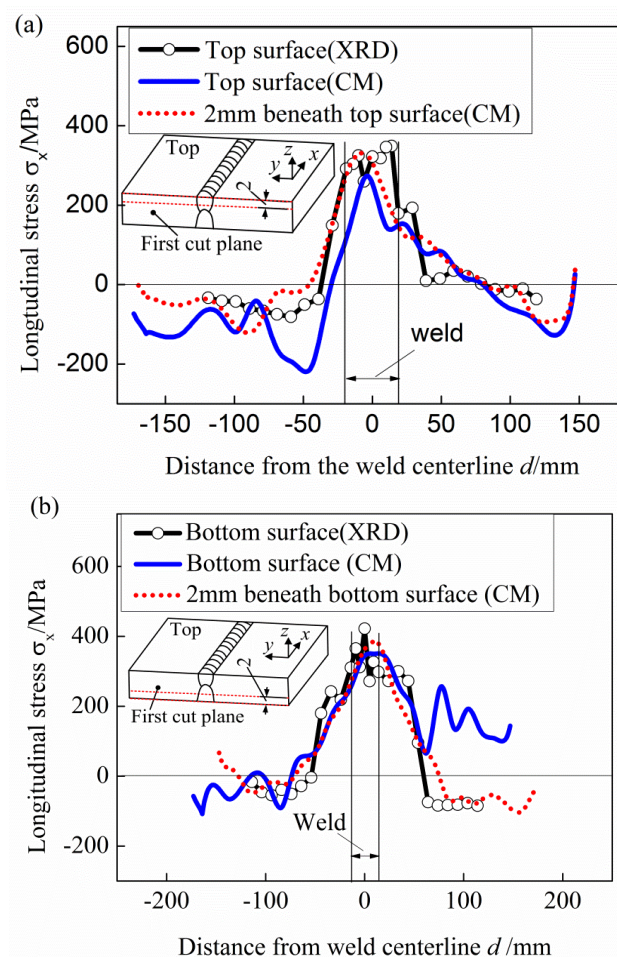 (a)
600
400
200
0
-200
Longtudinal stress σx/MPa
Top surface(XRD)
Top surface(CM)
2mm beneath top surface(CM)
Top
z
y
x
2
First cut plane
weld
-150 -100 -50 0 50 100 150
Distance from the weld centerline d/mm
(b)
600
400
200
0
-200
Longitudinal stress σx/MPa
Bottom surface(XRD)
Bottom surface (CM)
2mm beneath bottom surface (CM)
Top
z
y
x
2
First cut plane
Weld
-200 -100 0 100 200
Distance from weld centerline d /mm